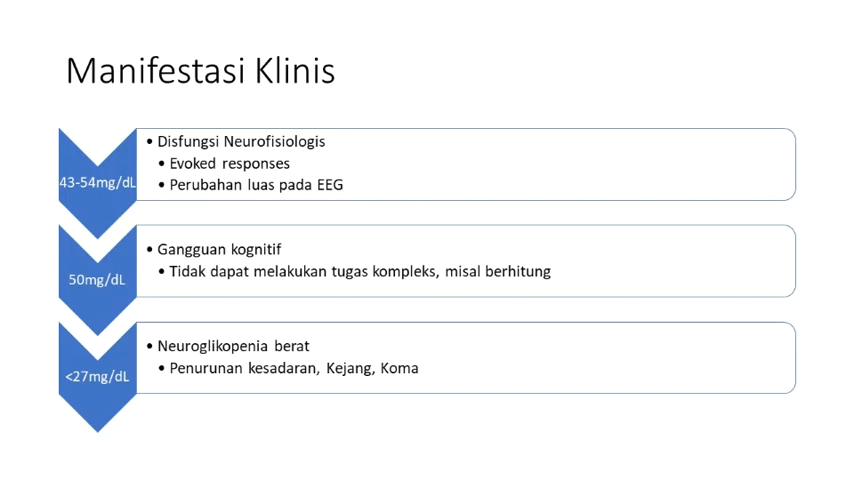 Manifestasi Klinis
43-54mg/dL
• Disfungsi Neurofisiologis
• Evoked responses
• Perubahan luas pada EEG
50mg/dL
• Gangguan kognitif
• Tidak dapat melakukan tugas kompleks, misal berhitung
<27mg/dL
• Neuroglikopenia berat
• Penurunan kesadaran, Kejang, Koma